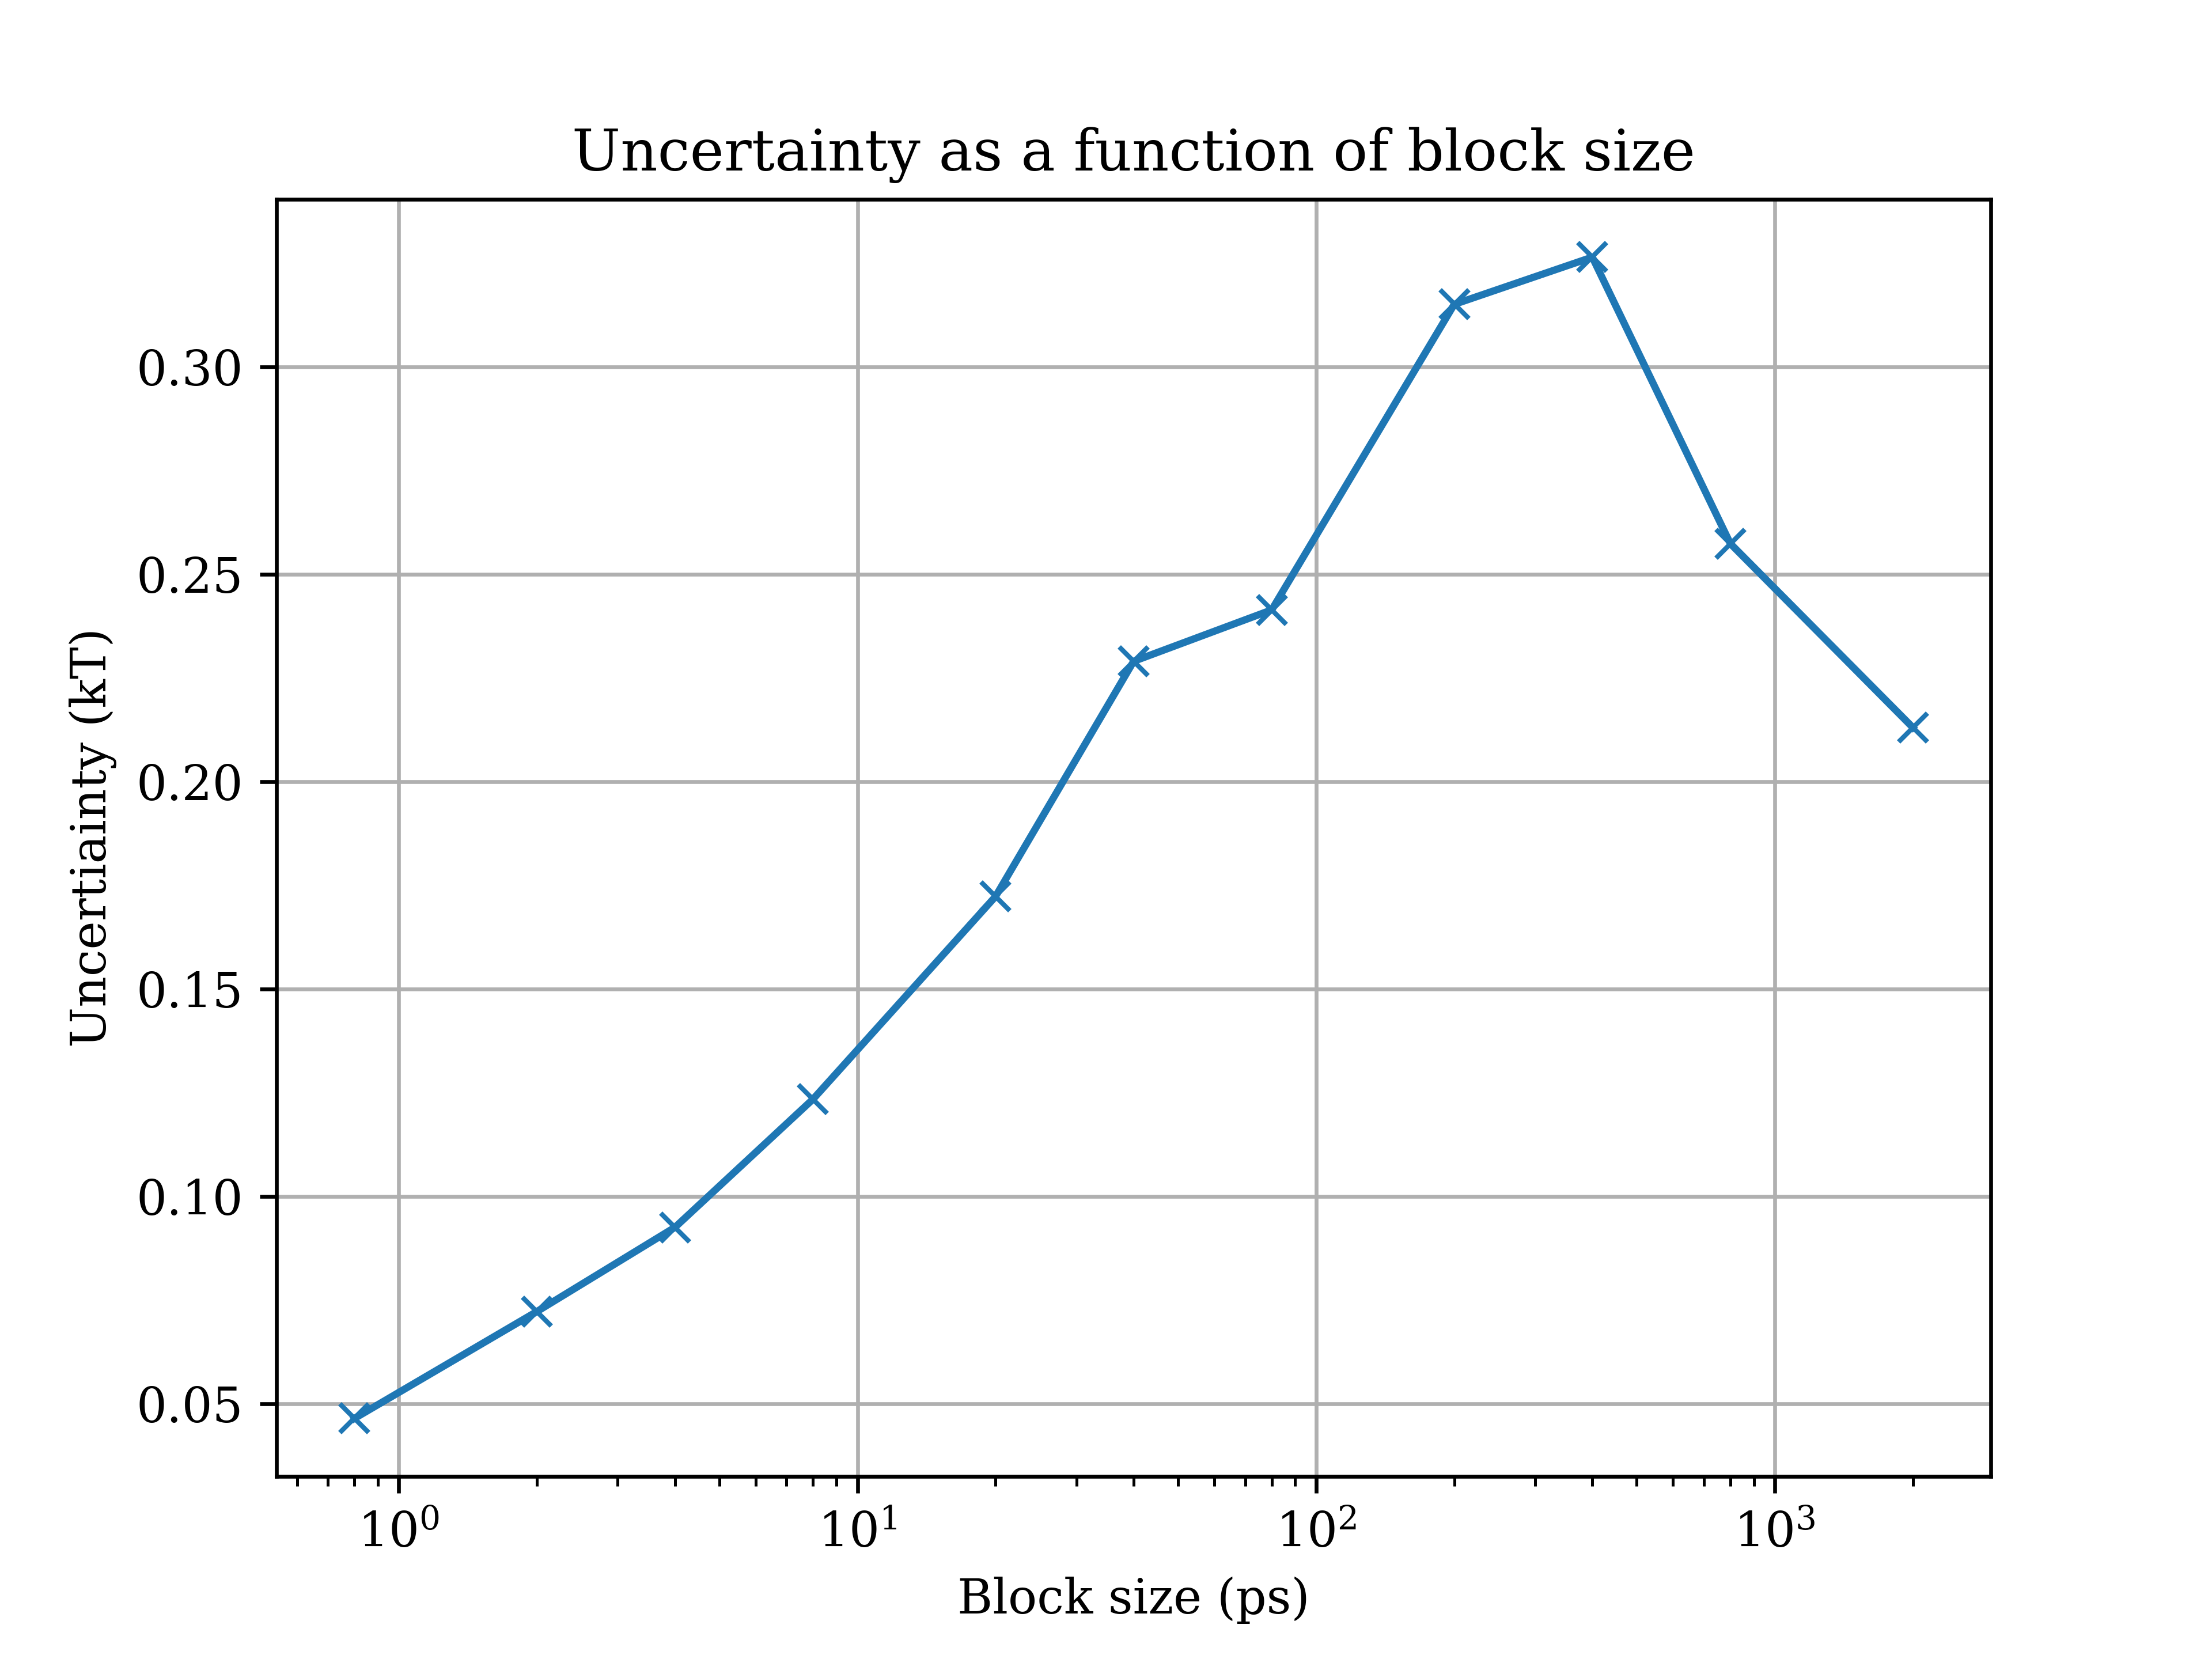 Uncertainty as a function of block size
0.30
0.25
0.20
0.15
0.10
0.05
Uncertiainty (kT)
10⁰ 10¹ 10² 10³
Block size (ps)